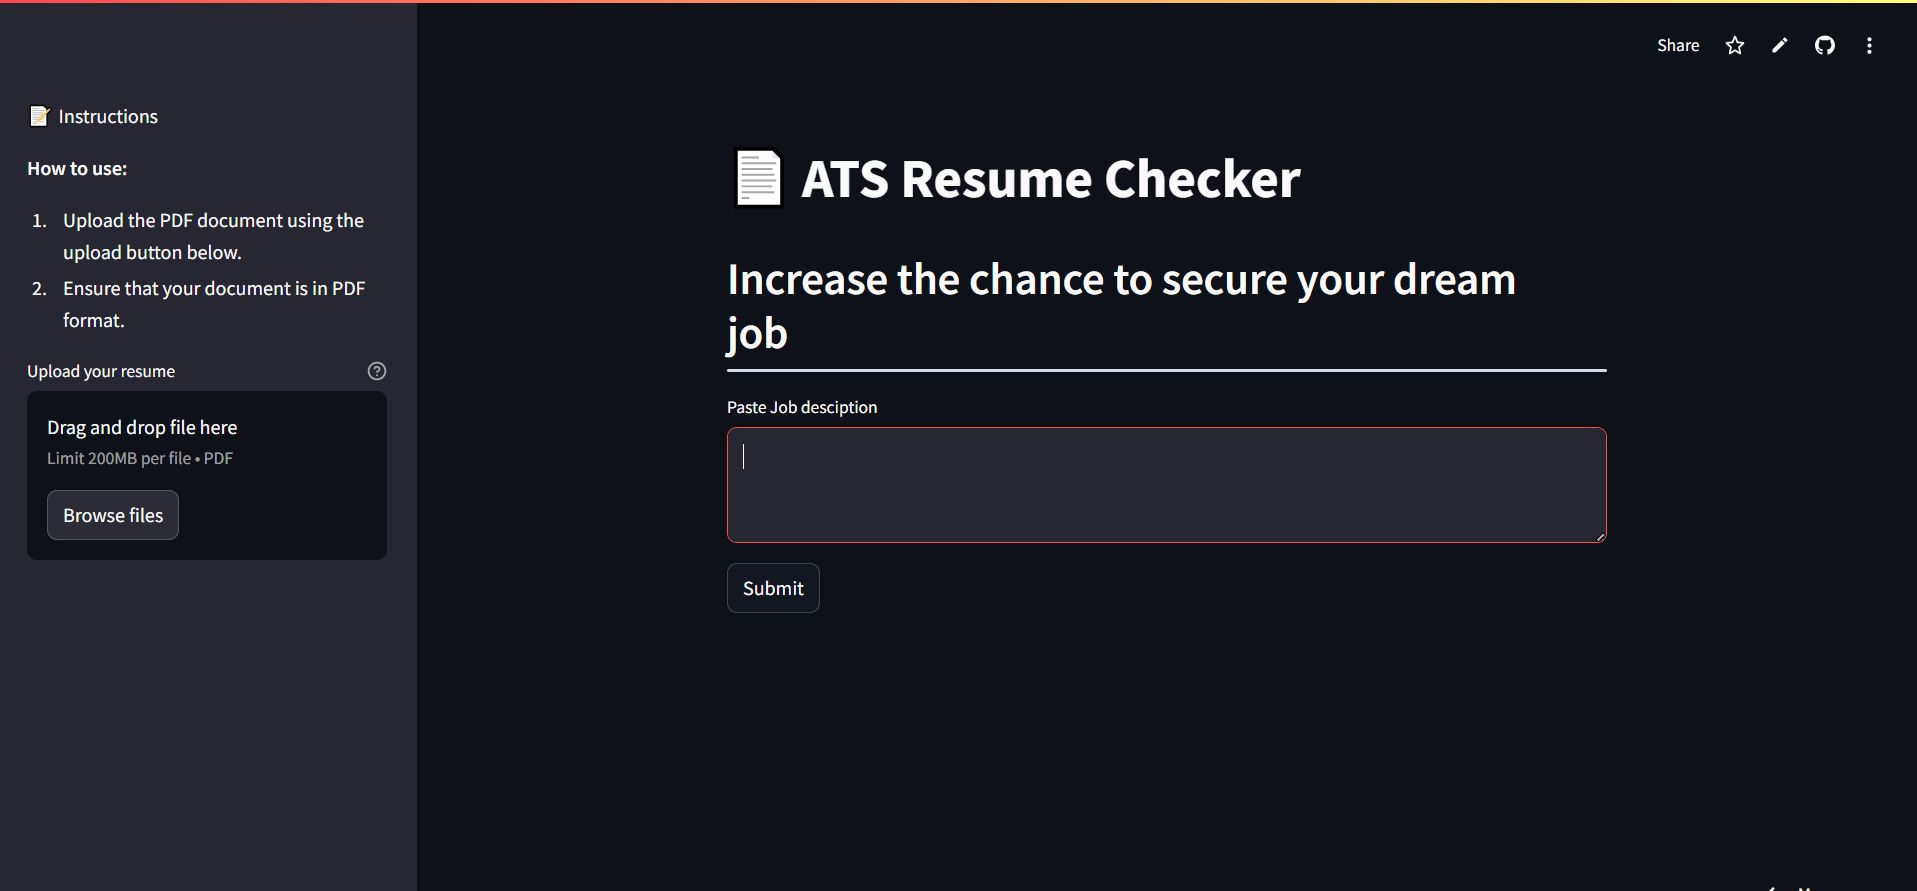 📝 Instructions
How to use:
1. Upload the PDF document using the
upload button below.
2. Ensure that your document is in PDF
format.
Upload your resume
Drag and drop file here
Limit 200MB per file • PDF
Browse files
Share
📄 ATS Resume Checker
Increase the chance to secure your dream
job
Paste Job desciption
Submit